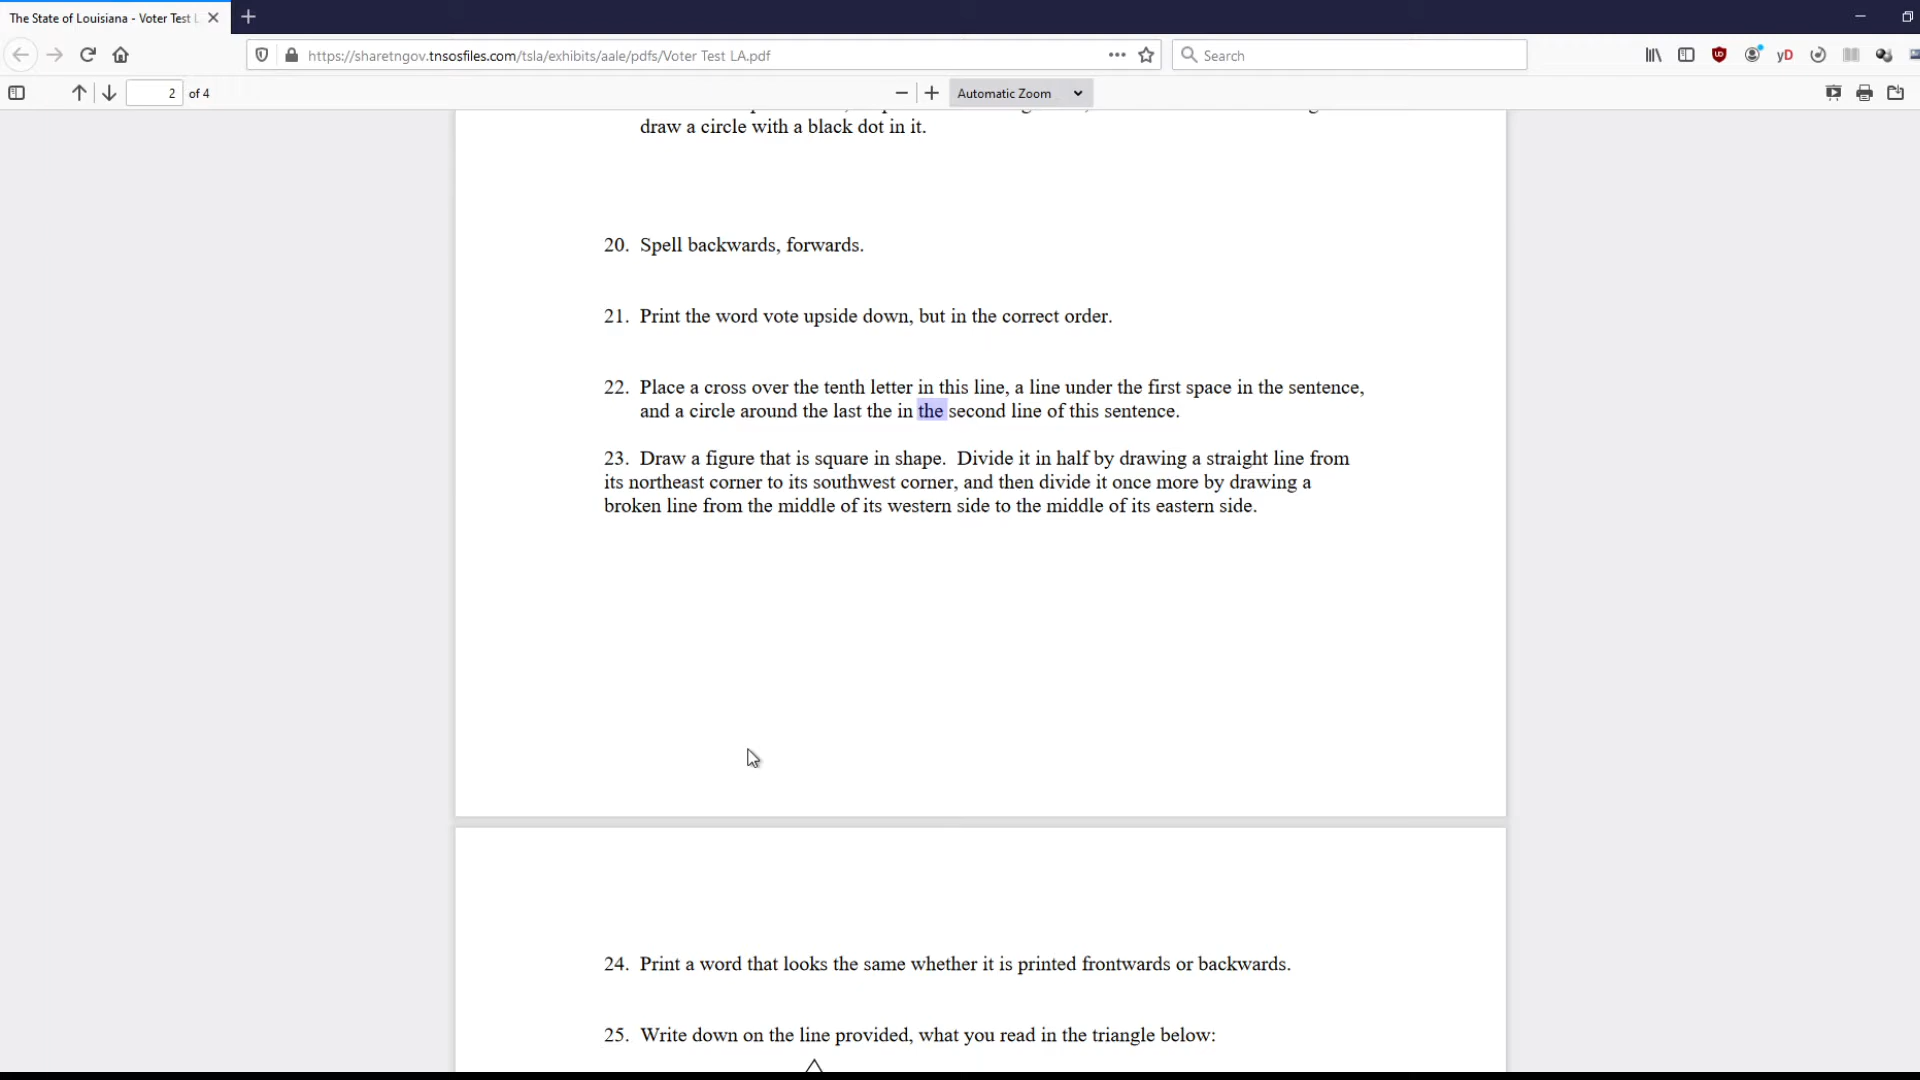 The State of Louisiana - Voter Test L
https://sharetngov.tnsosfiles.com/tsla/exhibits/aale/pdfs/Voter Test LA.pdf
Search
yD
2 of 4
Automatic Zoom
draw a circle with a black dot in it.
20. Spell backwards, forwards.
21. Print the word vote upside down, but in the correct order.
22. Place a cross over the tenth letter in this line, a line under the first space in the sentence,
and a circle around the last the in the second line of this sentence.
23. Draw a figure that is square in shape. Divide it in half by drawing a straight line from
its northeast corner to its southwest corner, and then divide it once more by drawing a
broken line from the middle of its western side to the middle of its eastern side.
24. Print a word that looks the same whether it is printed frontwards or backwards.
25. Write down on the line provided, what you read in the triangle below: